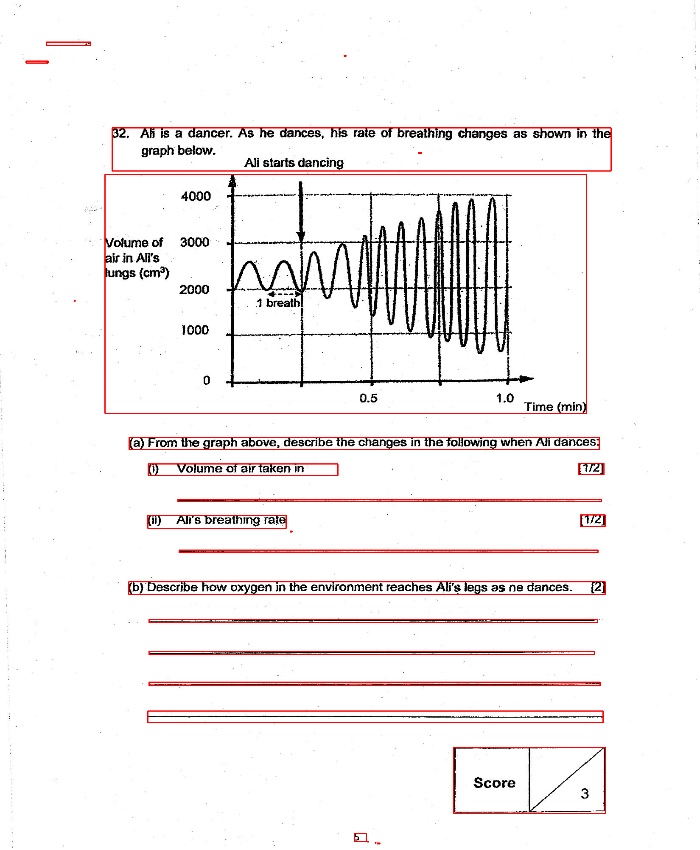 32. Ali is a dancer. As he dances, his rate of breathing changes as shown in the
graph below.
Ali starts dancing
4000
Volume of air in Ali's lungs (cm³)
3000
2000
1 breath
1000
0
0.5
1.0
Time (min)
(a) From the graph above, describe the changes in the following when Ali dances:
(i) Volume of air taken in [1/2]
(ii) Ali's breathing rate [1/2]
(b) Describe how oxygen in the environment reaches Ali's legs as he dances. [2]
Score
3
5